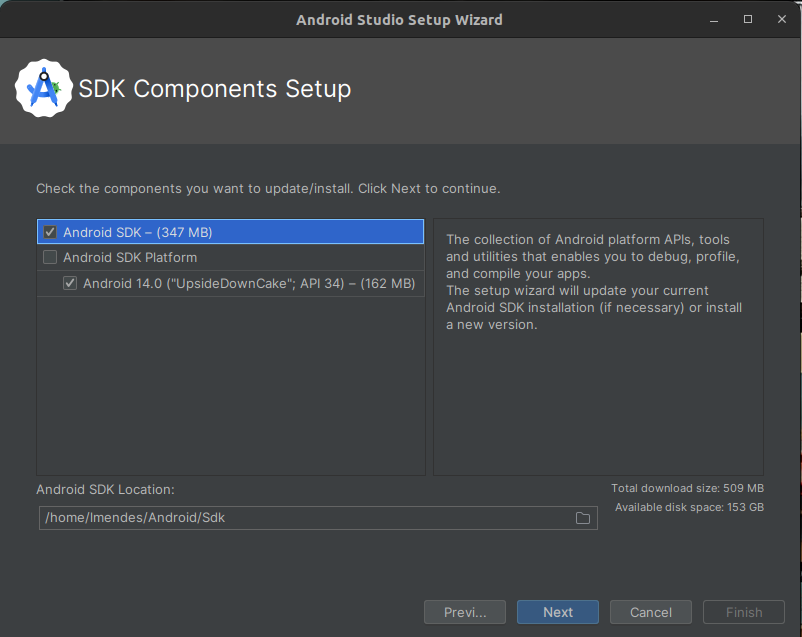 Android Studio Setup Wizard
SDK Components Setup
Check the components you want to update/install. Click Next to continue.
Android SDK – (347 MB)
Android SDK Platform
Android 14.0 ("UpsideDownCake"; API 34) – (162 MB)
The collection of Android platform APIs, tools
and utilities that enables you to debug, profile,
and compile your apps.
The setup wizard will update your current
Android SDK installation (if necessary) or install
a new version.
Android SDK Location:
/home/lmendes/Android/Sdk
Total download size: 509 MB
Available disk space: 153 GB
Previ...
Next
Cancel
Finish